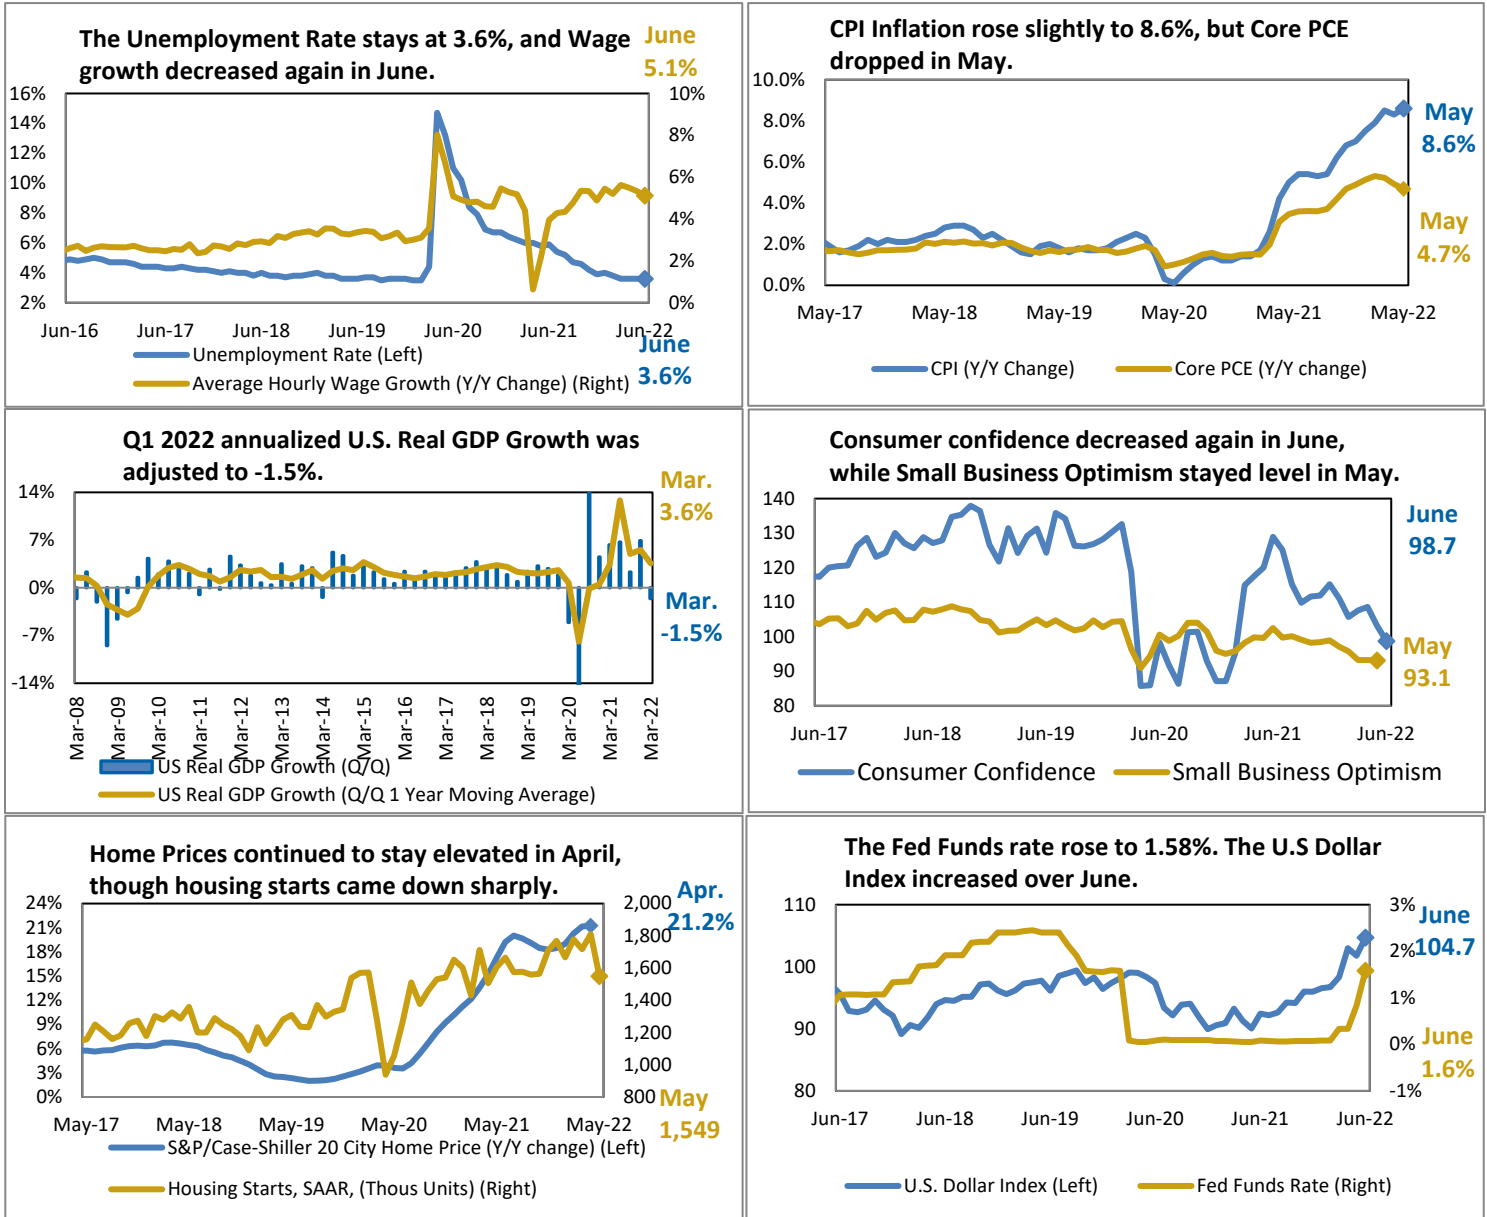 The Unemployment Rate stays at 3.6%, and Wage
growth decreased again in June.
June
5.1%
16%
14%
12%
10%
8%
6%
4%
2%
10%
8%
6%
4%
2%
0%
Jun-16
Jun-17
Jun-18
Jun-19
Jun-20
Jun-21
Jun-22
Unemployment Rate (Left)
Average Hourly Wage Growth (Y/Y Change) (Right)
June
3.6%
CPI Inflation rose slightly to 8.6%, but Core PCE
dropped in May.
10.0%
8.0%
6.0%
4.0%
2.0%
0.0%
May
8.6%
May
4.7%
May-17
May-18
May-19
May-20
May-21
May-22
CPI (Y/Y Change)
Core PCE (Y/Y change)
Q1 2022 annualized U.S. Real GDP Growth was
adjusted to -1.5%.
Mar.
3.6%
Mar.
-1.5%
14%
7%
0%
-7%
-14%
Mar-08
Mar-09
Mar-10
Mar-11
Mar-12
Mar-13
Mar-14
Mar-15
Mar-16
Mar-17
Mar-18
Mar-19
Mar-20
Mar-21
Mar-22
US Real GDP Growth (Q/Q)
US Real GDP Growth (Q/Q 1 Year Moving Average)
Consumer confidence decreased again in June,
while Small Business Optimism stayed level in May.
140
130
120
110
100
90
80
June
98.7
May
93.1
Jun-17
Jun-18
Jun-19
Jun-20
Jun-21
Jun-22
Consumer Confidence
Small Business Optimism
Home Prices continued to stay elevated in April,
though housing starts came down sharply.
Apr.
21.2%
24%
21%
18%
15%
12%
9%
6%
3%
0%
2,000
1,800
1,600
1,400
1,200
1,000
800
May
1,549
May-17
May-18
May-19
May-20
May-21
May-22
S&P/Case-Shiller 20 City Home Price (Y/Y change) (Left)
Housing Starts, SAAR, (Thous Units) (Right)
The Fed Funds rate rose to 1.58%. The U.S Dollar
Index increased over June.
110
100
90
80
3%
2%
1%
0%
-1%
June
104.7
June
1.6%
Jun-17
Jun-18
Jun-19
Jun-20
Jun-21
Jun-22
U.S. Dollar Index (Left)
Fed Funds Rate (Right)